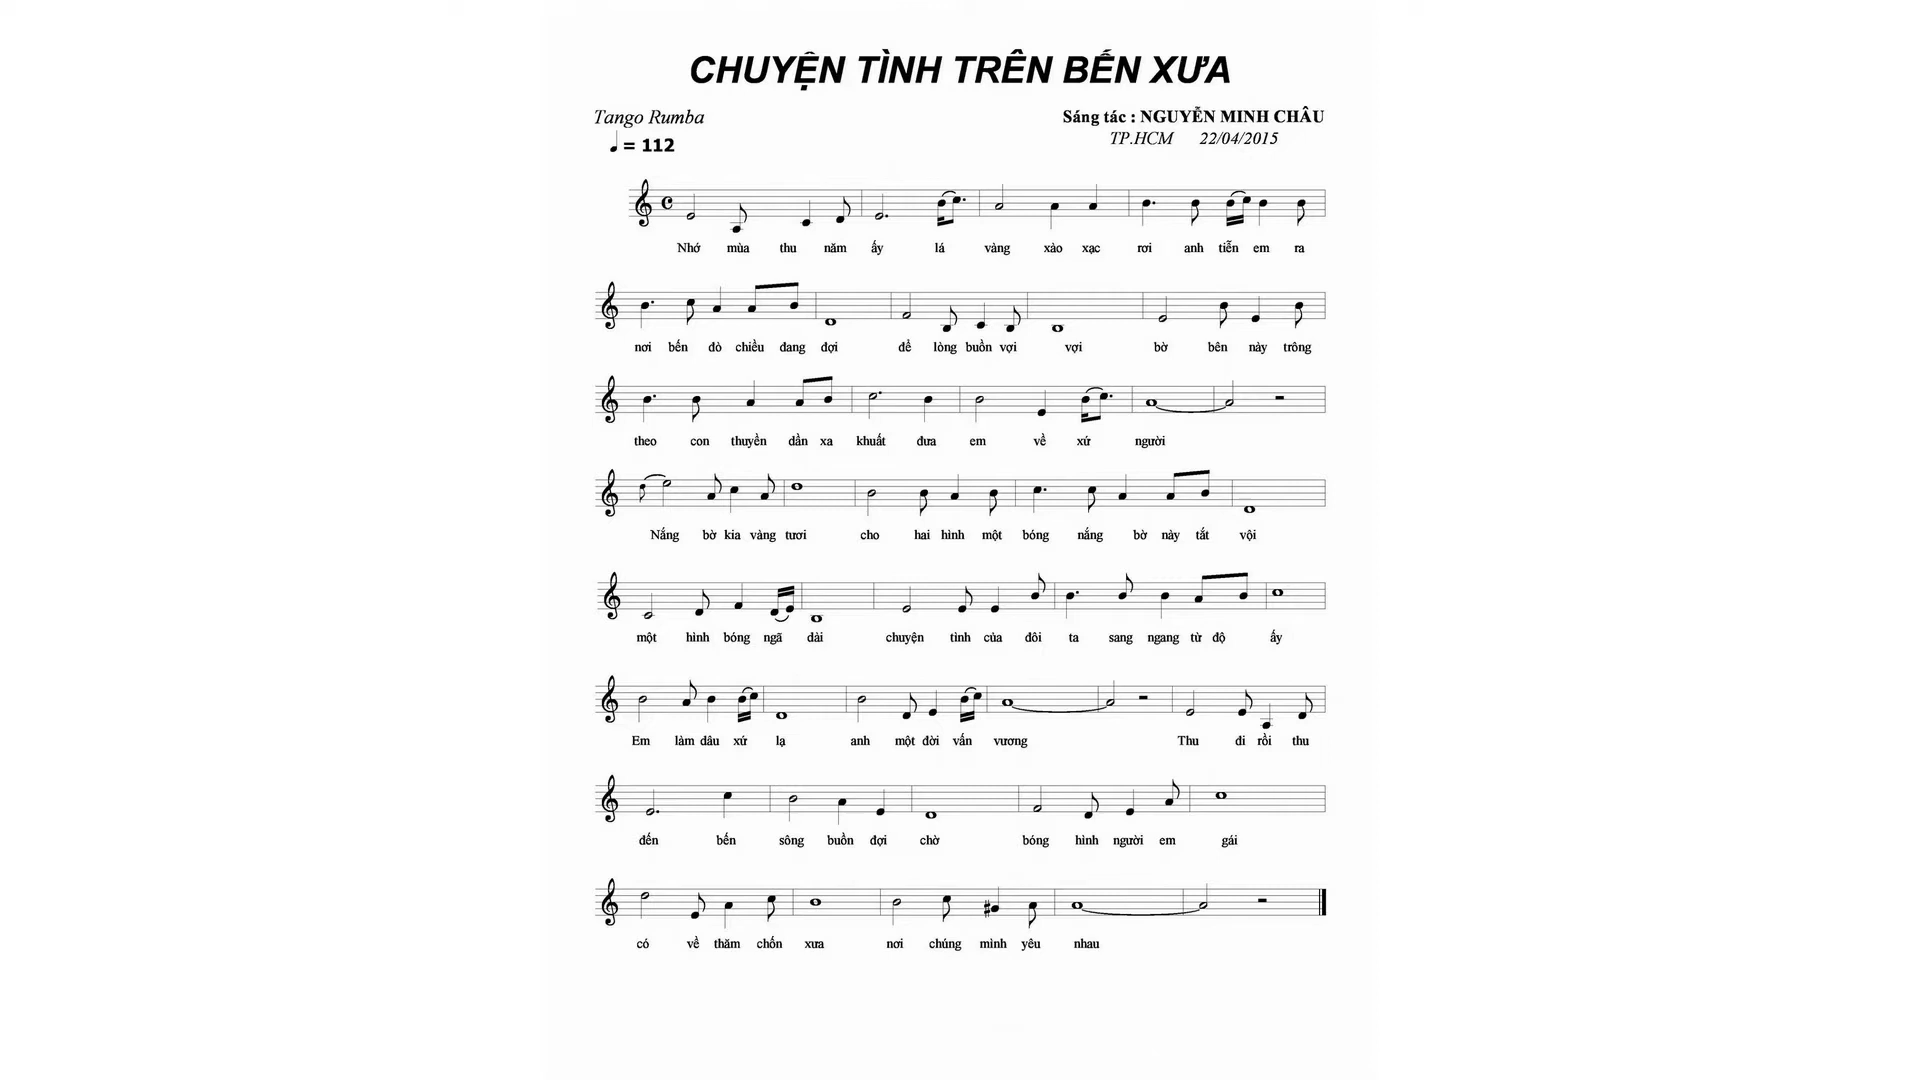 CHUYỆN TÌNH TRÊN BẾN XƯA
Tango Rumba
Sáng tác : NGUYỄN MINH CHÂU
= 112
TP.HCM 22/04/2015
Nhớ mùa thu năm ấy lá vàng xào xạc rơi anh tiễn em ra
nơi bến đò chiều đang đợi để lòng buồn vợi vợi bờ bên này trông
theo con thuyền dần xa khuất đưa em về xứ người
Nắng bờ kia vàng tươi cho hai hình một bóng nắng bờ này tắt vội
một hình bóng ngã dài chuyện tình của đôi ta sang ngang từ độ ấy
Em làm dâu xứ lạ anh một đời vấn vương Thu đi rồi thu
đến bến sông buồn đợi chờ bóng hình người em gái
có về thăm chốn xưa nơi chúng mình yêu nhau